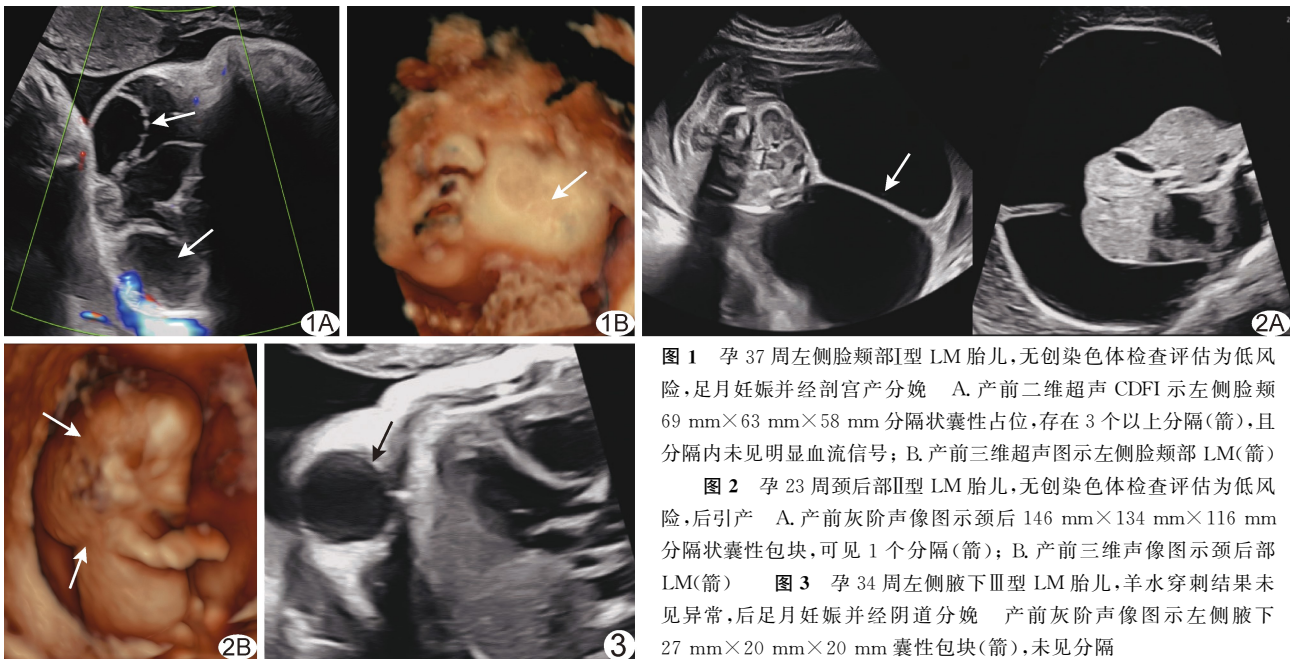 1A
1B
2A
2B
3
图 1 孕 37 周左侧脸颊部Ⅰ型 LM 胎儿,无创染色体检查评估为低风
险,足月妊娠并经剖宫产分娩 A. 产前二维超声 CDFI 示左侧脸颊
69 mm×63 mm×58 mm 分隔状囊性占位,存在 3 个以上分隔(箭),且
分隔内未见明显血流信号; B. 产前三维超声图示左侧脸颊部 LM(箭)
图 2 孕 23 周颈后部Ⅱ型 LM 胎儿,无创染色体检查评估为低风
险,后引产 A. 产前灰阶声像图示颈后 146 mm×134 mm×116 mm
分隔状囊性包块,可见 1 个分隔(箭); B. 产前三维声像图示颈后部
LM(箭) 图 3 孕 34 周左侧腋下Ⅲ型 LM 胎儿,羊水穿刺结果未
见异常,后足月妊娠并经阴道分娩 产前灰阶声像图示左侧腋下
27 mm×20 mm×20 mm 囊性包块(箭),未见分隔